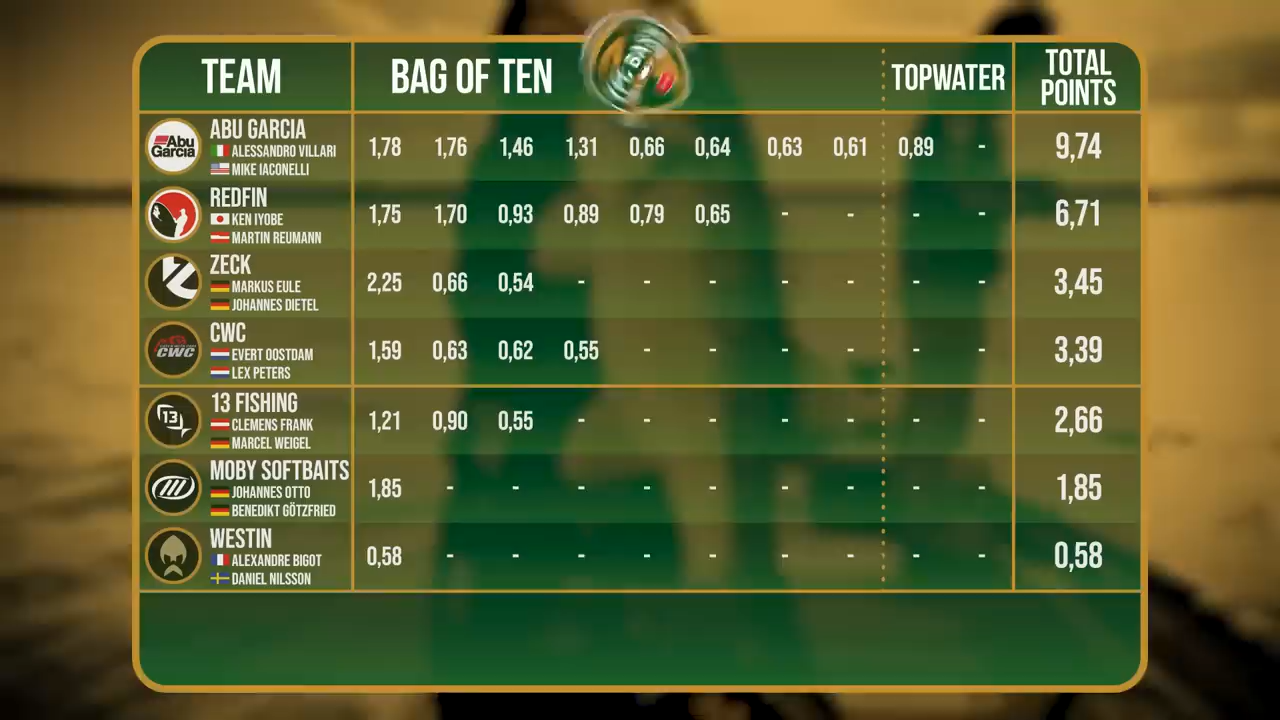 TEAM BAG OF TEN TOPWATER TOTAL POINTS
Abu Garcia ABU GARCIA
ALESSANDRO VILLARI
MIKE IACONELLI
1,78 1,76 1,46 1,31 0,66 0,64 0,63 0,61 0,89 - 9,74
REDFIN
KEN IYOBE
MARTIN REUMANN
1,75 1,70 0,93 0,89 0,79 0,65 - - - - 6,71
ZECK
MARKUS EULE
JOHANNES DIETEL
2,25 0,66 0,54 - - - - - - - 3,45
CWC CWC
EVERT OOSTDAM
LEX PETERS
1,59 0,63 0,62 0,55 - - - - - - 3,39
13 13 FISHING
CLEMENS FRANK
MARCEL WEIGEL
1,21 0,90 0,55 - - - - - - - 2,66
MOBY SOFTBAITS
JOHANNES OTTO
BENEDIKT GÖTZFRIED
1,85 - - - - - - - - - 1,85
WESTIN
ALEXANDRE BIGOT
DANIEL NILSSON
0,58 - - - - - - - - - 0,58